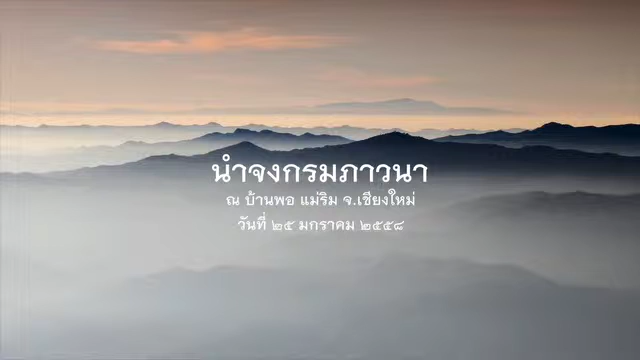 นำจงกรมภาวนา
ณ บ้านพอ แม่ริม จ.เชียงใหม่
วันที่ ๒๕ มกราคม ๒๕๕๘